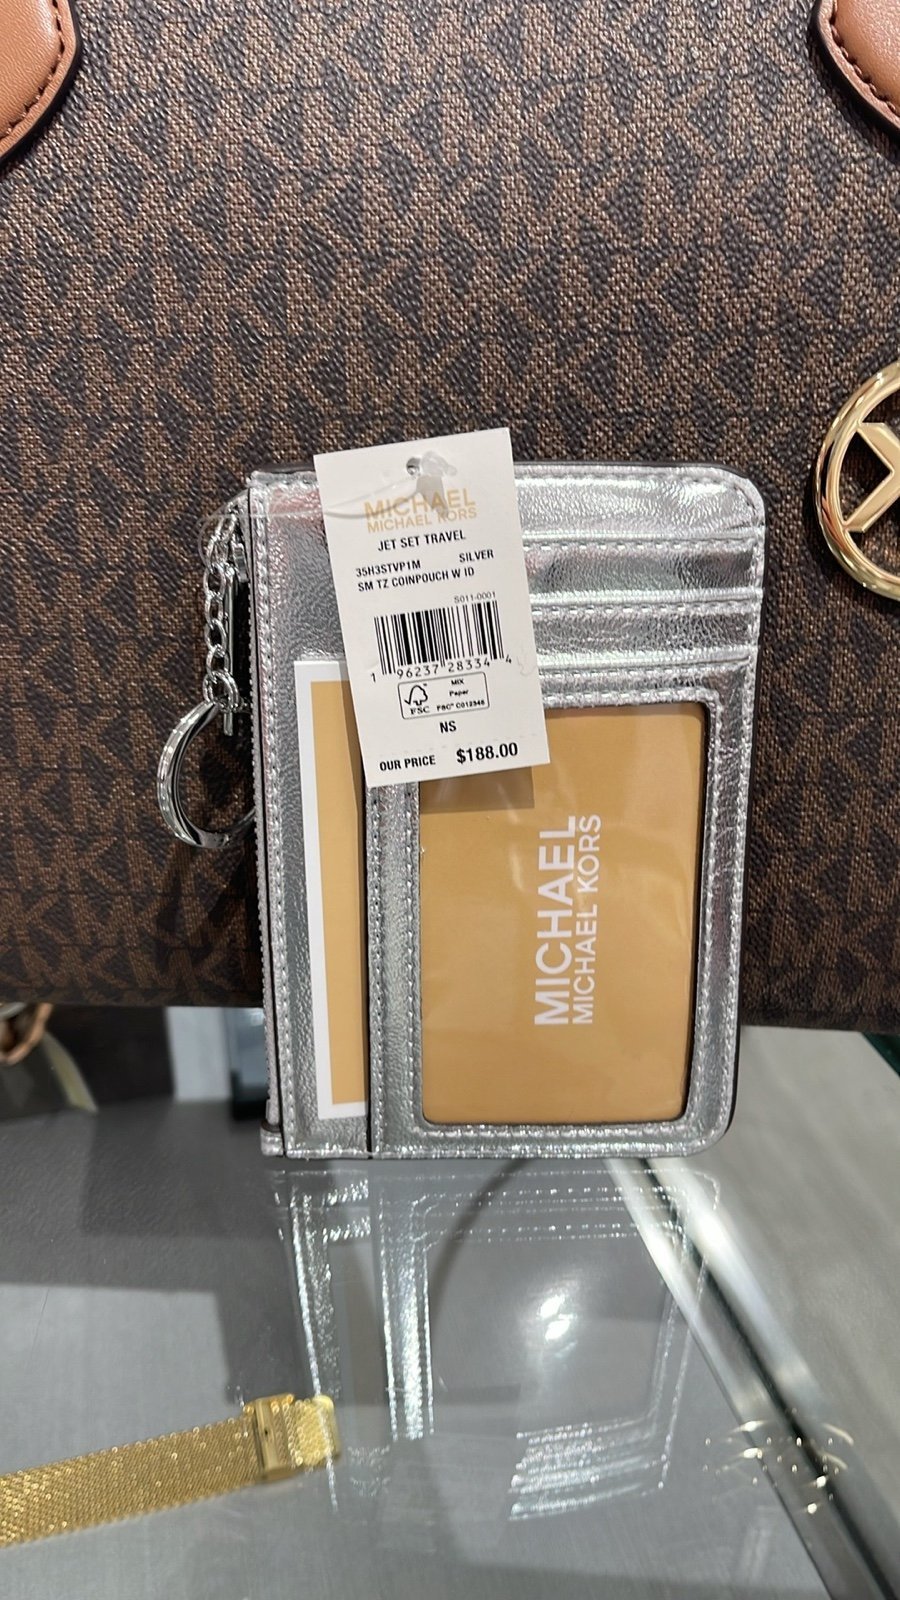 MICHAEL
MICHAEL KORS
JET SET TRAVEL
35H3STVP1M SILVER
SM TZ COINPOUCH W ID
S011-0001
1 96237 28334 4
FSC
MIX
Paper
FSC® C012345
NS
OUR PRICE $188.00
MICHAEL
MICHAEL KORS